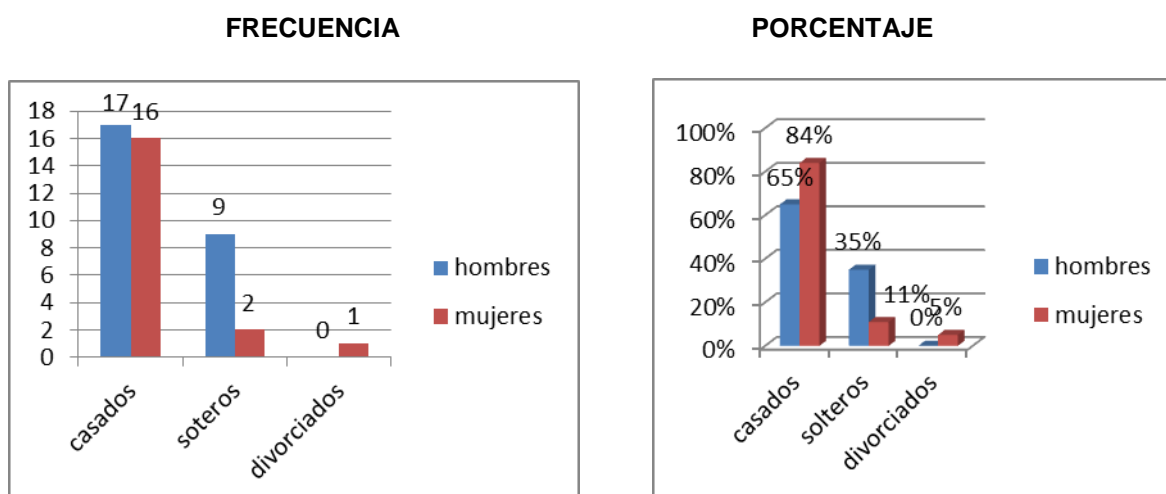 FRECUENCIA
17
16
9
2
0
1
18
16
14
12
10
8
6
4
2
0
casados
soteros
divorciados
hombres
mujeres
PORCENTAJE
100%
80%
60%
40%
20%
0%
65%
84%
35%
11%
0%
5%
casados
solteros
divorciados
hombres
mujeres